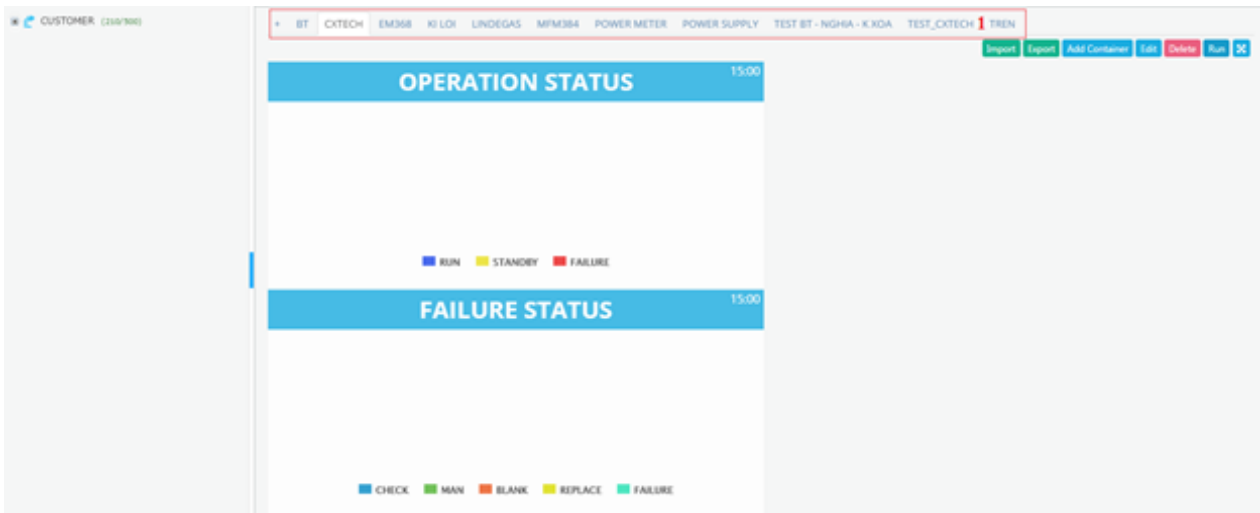 CUSTOMER (210/300)
+ BT CXTECH EM368 KI LOI LINDEGAS MFM384 POWER METER POWER SUPPLY TEST BT - NGHIA - K XOA TEST_CXTECH 1 TREN
Import Export Add Container Edit Delete Run
OPERATION STATUS 15:00
RUN STANDBY FAILURE
FAILURE STATUS 15:00
CHECK MAN BLANK REPLACE FAILURE